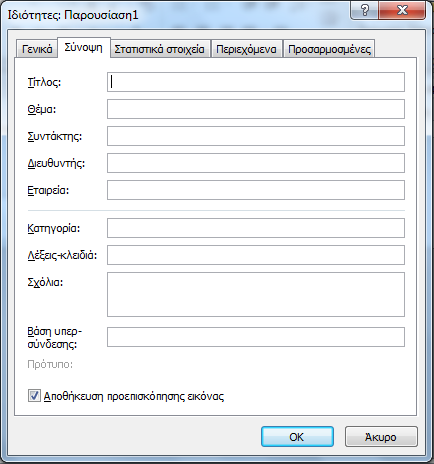 Ιδιότητες: Παρουσίαση1
Γενικά Σύνοψη Στατιστικά στοιχεία Περιεχόμενα Προσαρμοσμένες
Τίτλος:
Θέμα:
Συντάκτης:
Διευθυντής:
Εταιρεία:
Κατηγορία:
Λέξεις-κλειδιά:
Σχόλια:
Βάση υπερ-
σύνδεσης:
Πρότυπο:
Αποθήκευση προεπισκόπησης εικόνας
OK Άκυρο